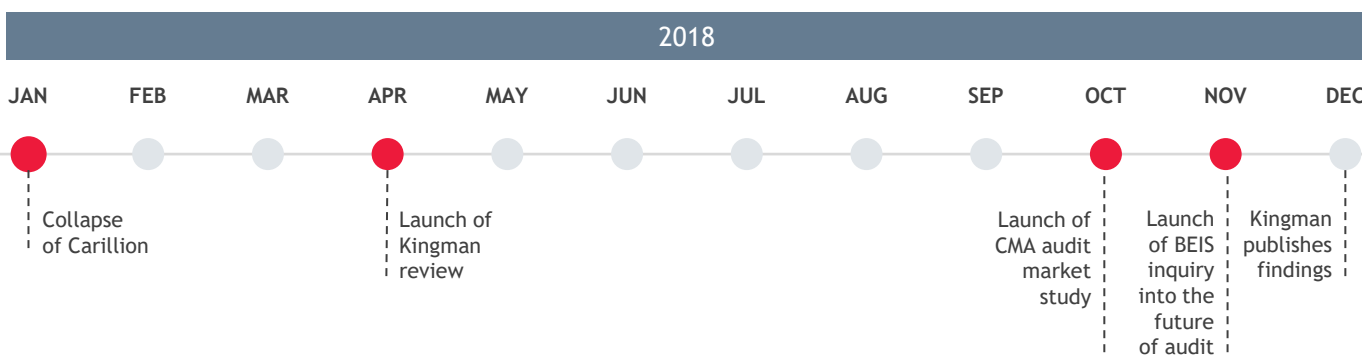 2018
JAN FEB MAR APR MAY JUN JUL AUG SEP OCT NOV DEC
Collapse
of Carillion
Launch of
Kingman
review
Launch of
CMA audit
market
study
Launch
of BEIS
inquiry
into the
future
of audit
Kingman
publishes
findings